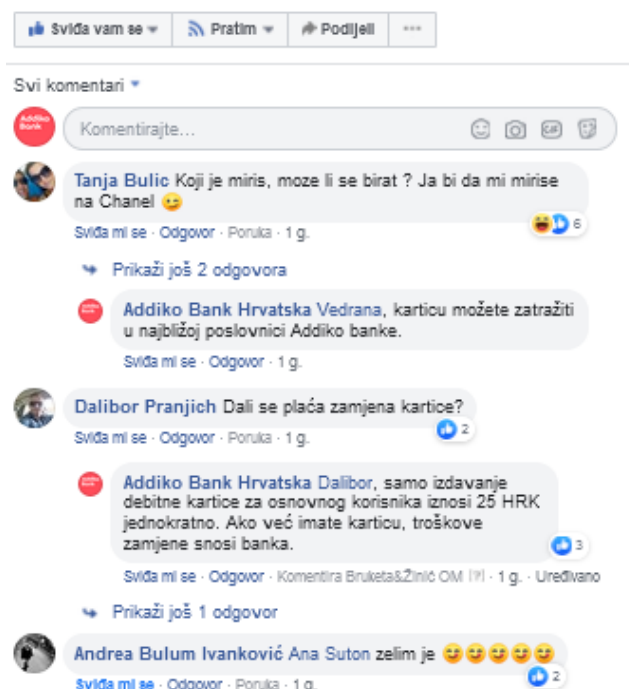 Sviđa vam se Pratim Podijeli
Svi komentari
Addiko Bank
Komentirajte...
GIF
Tanja Bulic Koji je miris, moze li se birat ? Ja bi da mi mirise
na Chanel 😉
6
Sviđa mi se · Odgovor · Poruka · 1 g.
Prikaži još 2 odgovora
Addiko Bank Hrvatska Vedrana, karticu možete zatražiti
u najbližoj poslovnici Addiko banke.
Sviđa mi se · Odgovor · 1 g.
Dalibor Pranjich Dali se plaća zamjena kartice?
2
Sviđa mi se · Odgovor · Poruka · 1 g.
Addiko Bank Hrvatska Dalibor, samo izdavanje
debitne kartice za osnovnog korisnika iznosi 25 HRK
jednokratno. Ako već imate karticu, troškove
zamjene snosi banka.
3
Sviđa mi se · Odgovor · Komentira Bruketa&Žinić OM [?] · 1 g. · Uređivano
Prikaži još 1 odgovor
Andrea Bulum Ivanković Ana Suton zelim je 😋😋😋😋😋
2
Sviđa mi se · Odgovor · Poruka · 1 g.